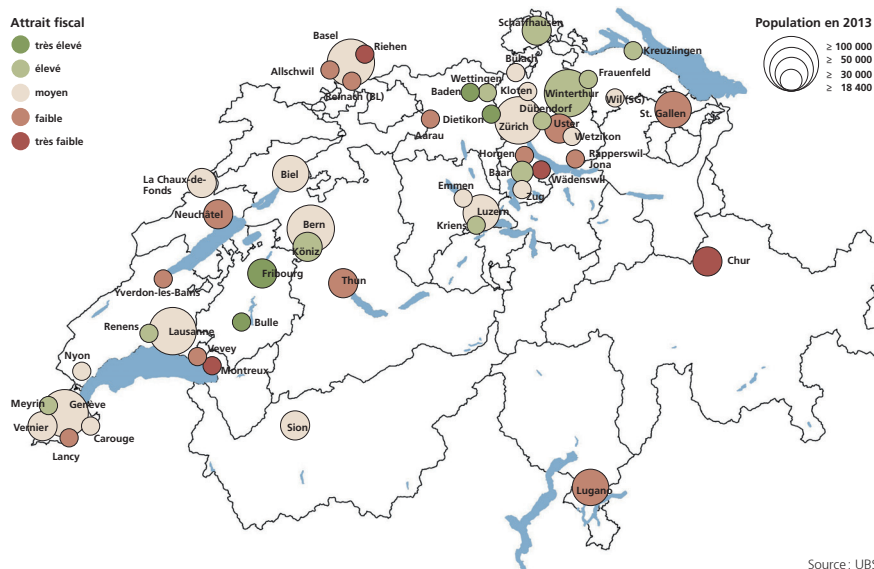 Attrait fiscal
très élevé
élevé
moyen
faible
très faible
Population en 2013
≥ 100 000
≥ 50 000
≥ 30 000
≥ 18 400
Schaffhausen
Basel
Riehen
Allschwil
Reinach (BL)
Bülach
Kreuzlingen
Wettingen
Frauenfeld
Baden
Kloten
Winterthur
Wil (SG)
Dübendorf
Dietikon
Zürich
Uster
St. Gallen
Aarau
Wetzikon
Horgen
Rapperswil-
Jona
Baar
Wädenswil
Zug
La Chaux-de-
Fonds
Biel
Emmen
Luzern
Neuchâtel
Bern
Kriens
Köniz
Chur
Fribourg
Thun
Yverdon-les-Bains
Bulle
Renens
Lausanne
Vevey
Nyon
Montreux
Meyrin
Genève
Vernier
Carouge
Sion
Lancy
Lugano
Source: UBS